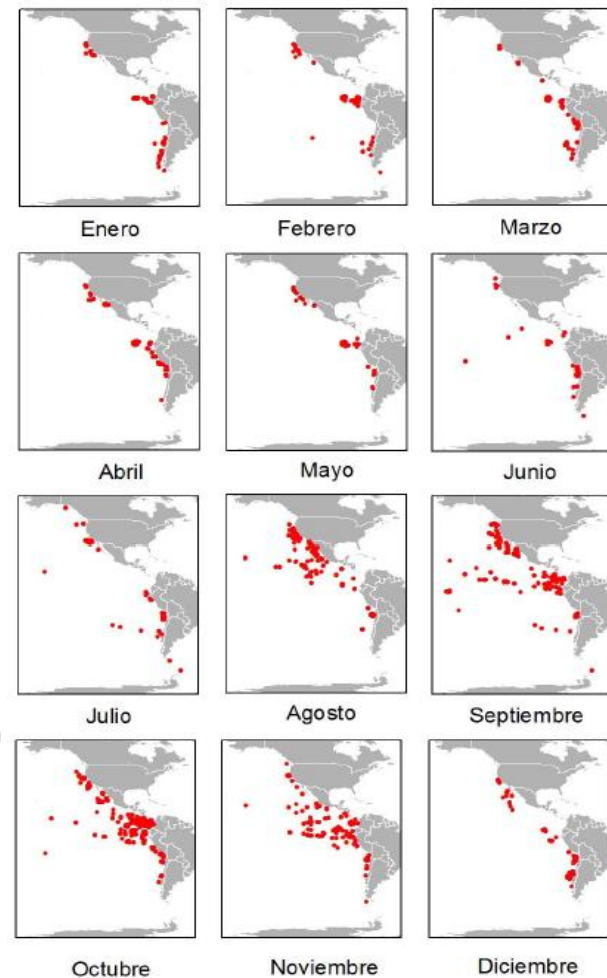 Enero
Febrero
Marzo
Abril
Mayo
Junio
Julio
Agosto
Septiembre
Octubre
Noviembre
Diciembre